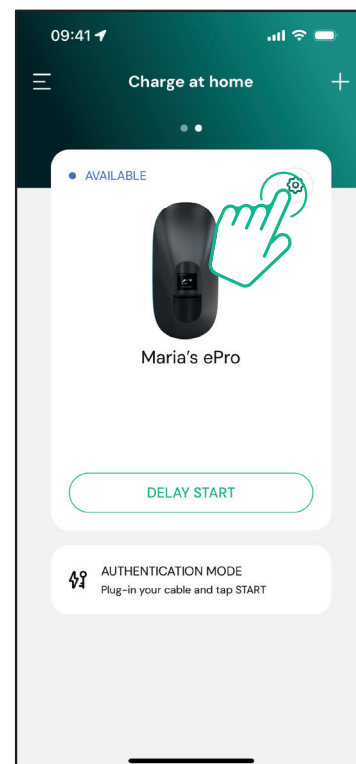 09:41
Charge at home
AVAILABLE
Maria's ePro
DELAY START
AUTHENTICATION MODE
Plug-in your cable and tap START